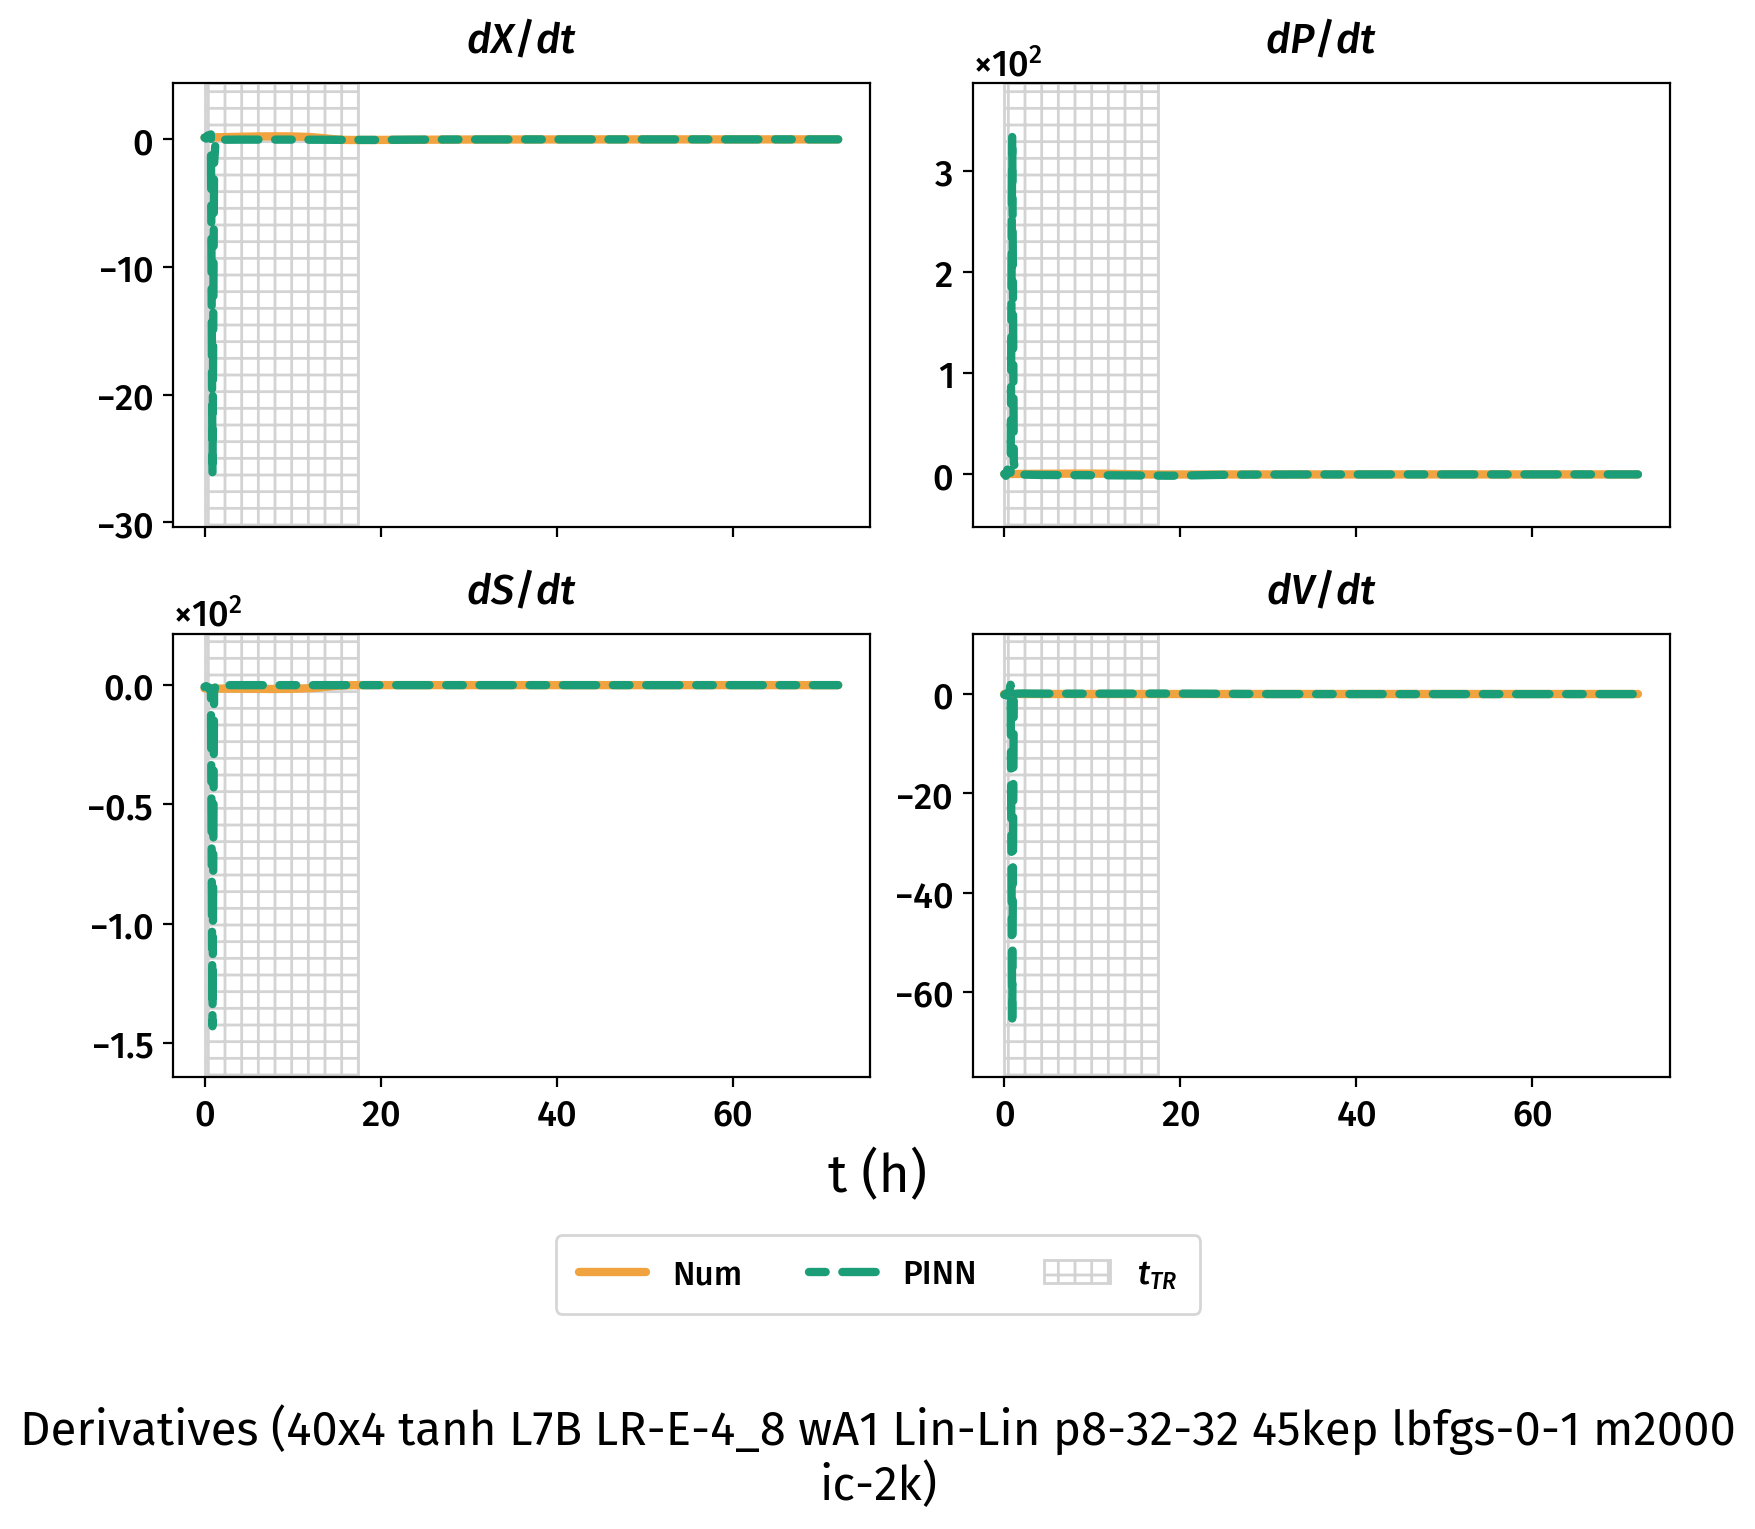 dX/dt
dP/dt
×10²
0
−10
−20
−30
3
2
1
0
dS/dt
dV/dt
×10²
0.0
−0.5
−1.0
−1.5
0
−20
−40
−60
0 20 40 60
0 20 40 60
t (h)
Num PINN t_TR
Derivatives (40x4 tanh L7B LR-E-4_8 wA1 Lin-Lin p8-32-32 45kep lbfgs-0-1 m2000
ic-2k)